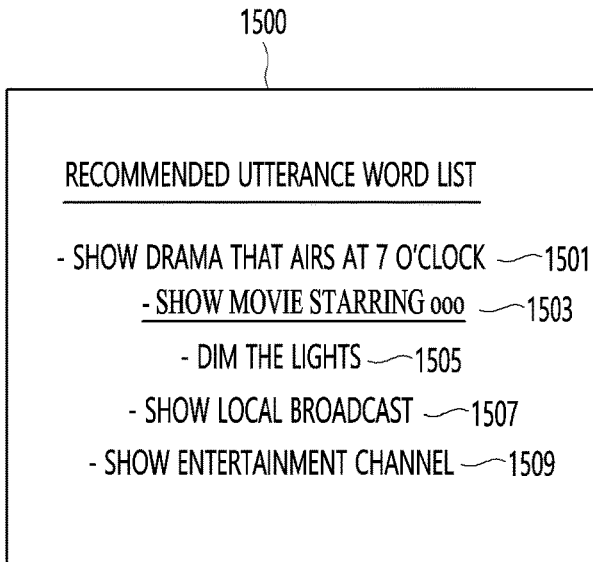 1500
RECOMMENDED UTTERANCE WORD LIST
- SHOW DRAMA THAT AIRS AT 7 O'CLOCK 1501
- SHOW MOVIE STARRING ooo 1503
- DIM THE LIGHTS 1505
- SHOW LOCAL BROADCAST 1507
- SHOW ENTERTAINMENT CHANNEL 1509